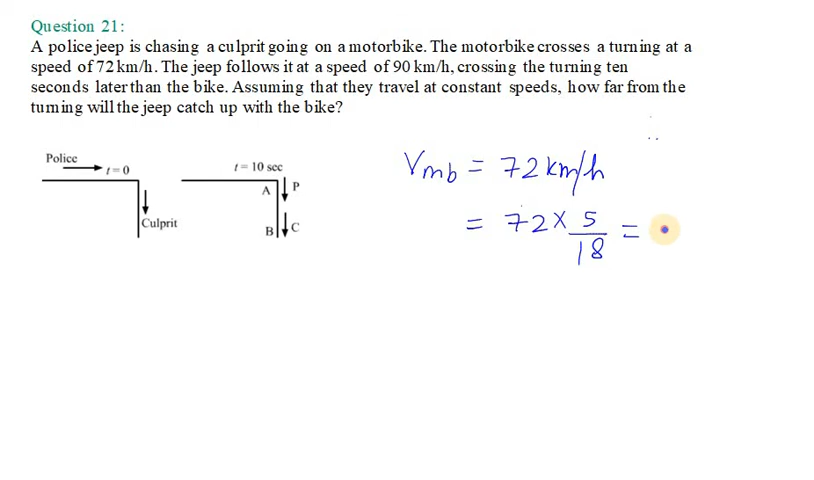 Question 21:
A police jeep is chasing a culprit going on a motorbike. The motorbike crosses a turning at a
speed of 72 km/h. The jeep follows it at a speed of 90 km/h, crossing the turning ten
seconds later than the bike. Assuming that they travel at constant speeds, how far from the
turning will the jeep catch up with the bike?
Police
t = 0
Culprit
t = 10 sec
A
P
B
C
Vmb = 72 km/h
= 72 × 5/18 =